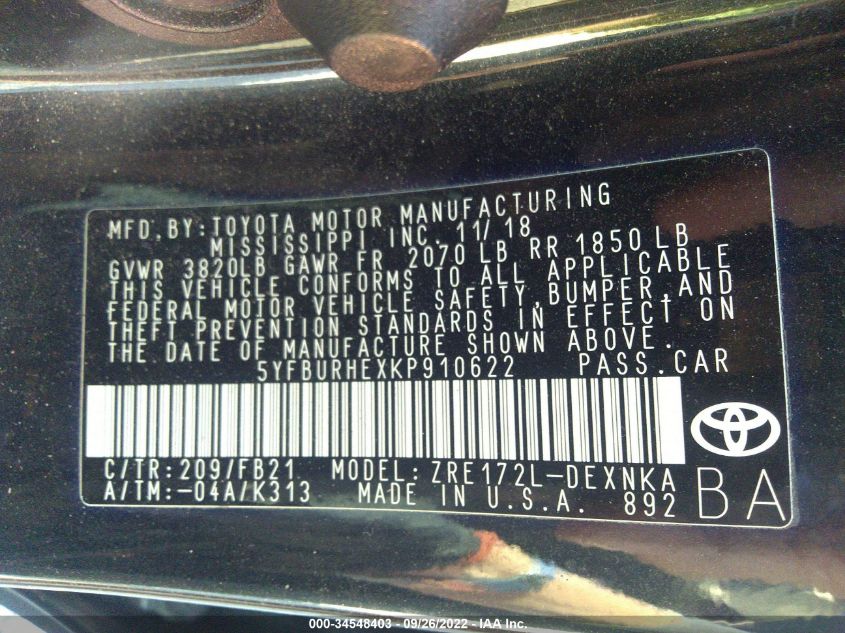 MFD.BY:TOYOTA MOTOR MANUFACTURING
MISSISSIPPI INC. 11/18
GVWR 3820LB GAWR FR 2070 LB RR 1850 LB
THIS VEHICLE CONFORMS TO ALL APPLICABLE
FEDERAL MOTOR VEHICLE SAFETY,BUMPER,AND
THEFT PREVENTION STANDARDS IN EFFECT ON
THE DATE OF MANUFACTURE SHOWN ABOVE.
5YFBURHEXKP910622 PASS.CAR
C/TR:209/FB21 MODEL:ZRE172L-DEXNKA
A/TM:-04A/K313 MADE IN U.S.A. 892
BA
000-34548403 - 09/26/2022 - IAA Inc.